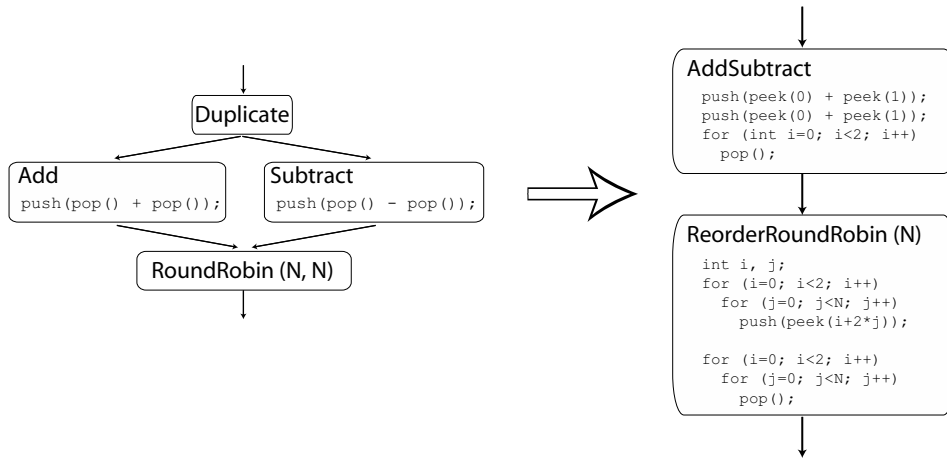 Duplicate
Add
push(pop() + pop());
Subtract
push(pop() - pop());
RoundRobin (N, N)
AddSubtract
push(peek(0) + peek(1));
push(peek(0) + peek(1));
for (int i=0; i<2; i++)
pop();
ReorderRoundRobin (N)
int i, j;
for (i=0; i<2; i++)
for (j=0; j<N; j++)
push(peek(i+2*j));
for (i=0; i<2; i++)
for (j=0; j<N; j++)
pop();